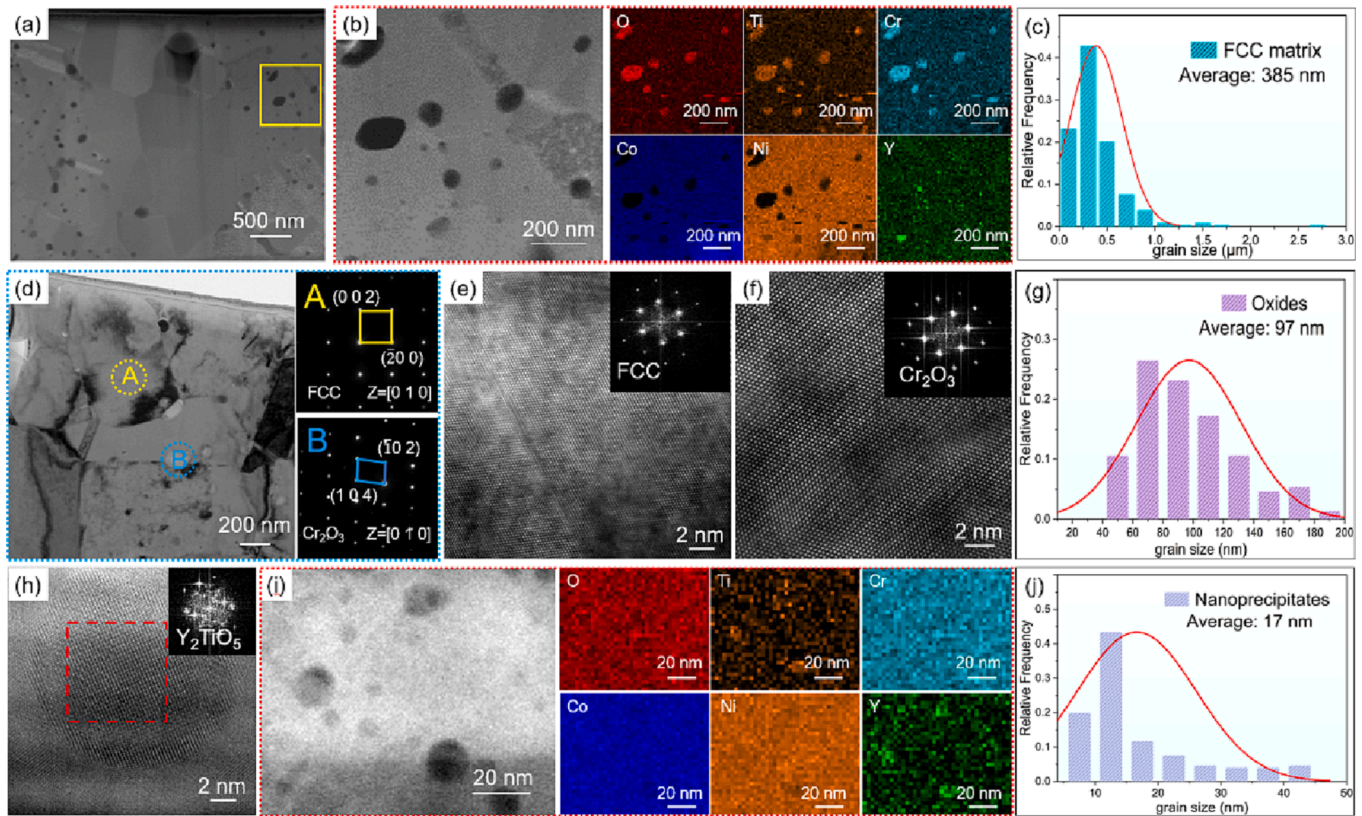 (a)
500 nm
(b)
200 nm
O
200 nm
Ti
200 nm
Cr
200 nm
Co
200 nm
Ni
200 nm
Y
200 nm
(c)
FCC matrix
Average: 385 nm
Relative Frequency
0.4
0.3
0.2
0.1
0.0
0.0 0.5 1.0 1.5 2.0 2.5 3.0
grain size (μm)
(d)
A
B
200 nm
A
(0 0 2)
(2̄0 0)
FCC Z=[0 1 0]
B
(1̄0 2)
(1 0 4)
Cr₂O₃ Z=[0 1̄ 0]
(e)
FCC
2 nm
(f)
Cr₂O₃
2 nm
(g)
Oxides
Average: 97 nm
Relative Frequency
0.4
0.3
0.2
0.1
0.0
20 40 60 80 100 120 140 160 180 200
grain size (nm)
(h)
Y₂TiO₅
2 nm
(i)
20 nm
O
20 nm
Ti
20 nm
Cr
20 nm
Co
20 nm
Ni
20 nm
Y
20 nm
(j)
Nanoprecipitates
Average: 17 nm
Relative Frequency
0.5
0.4
0.3
0.2
0.1
0.0
10 20 30 40 50
grain size (nm)